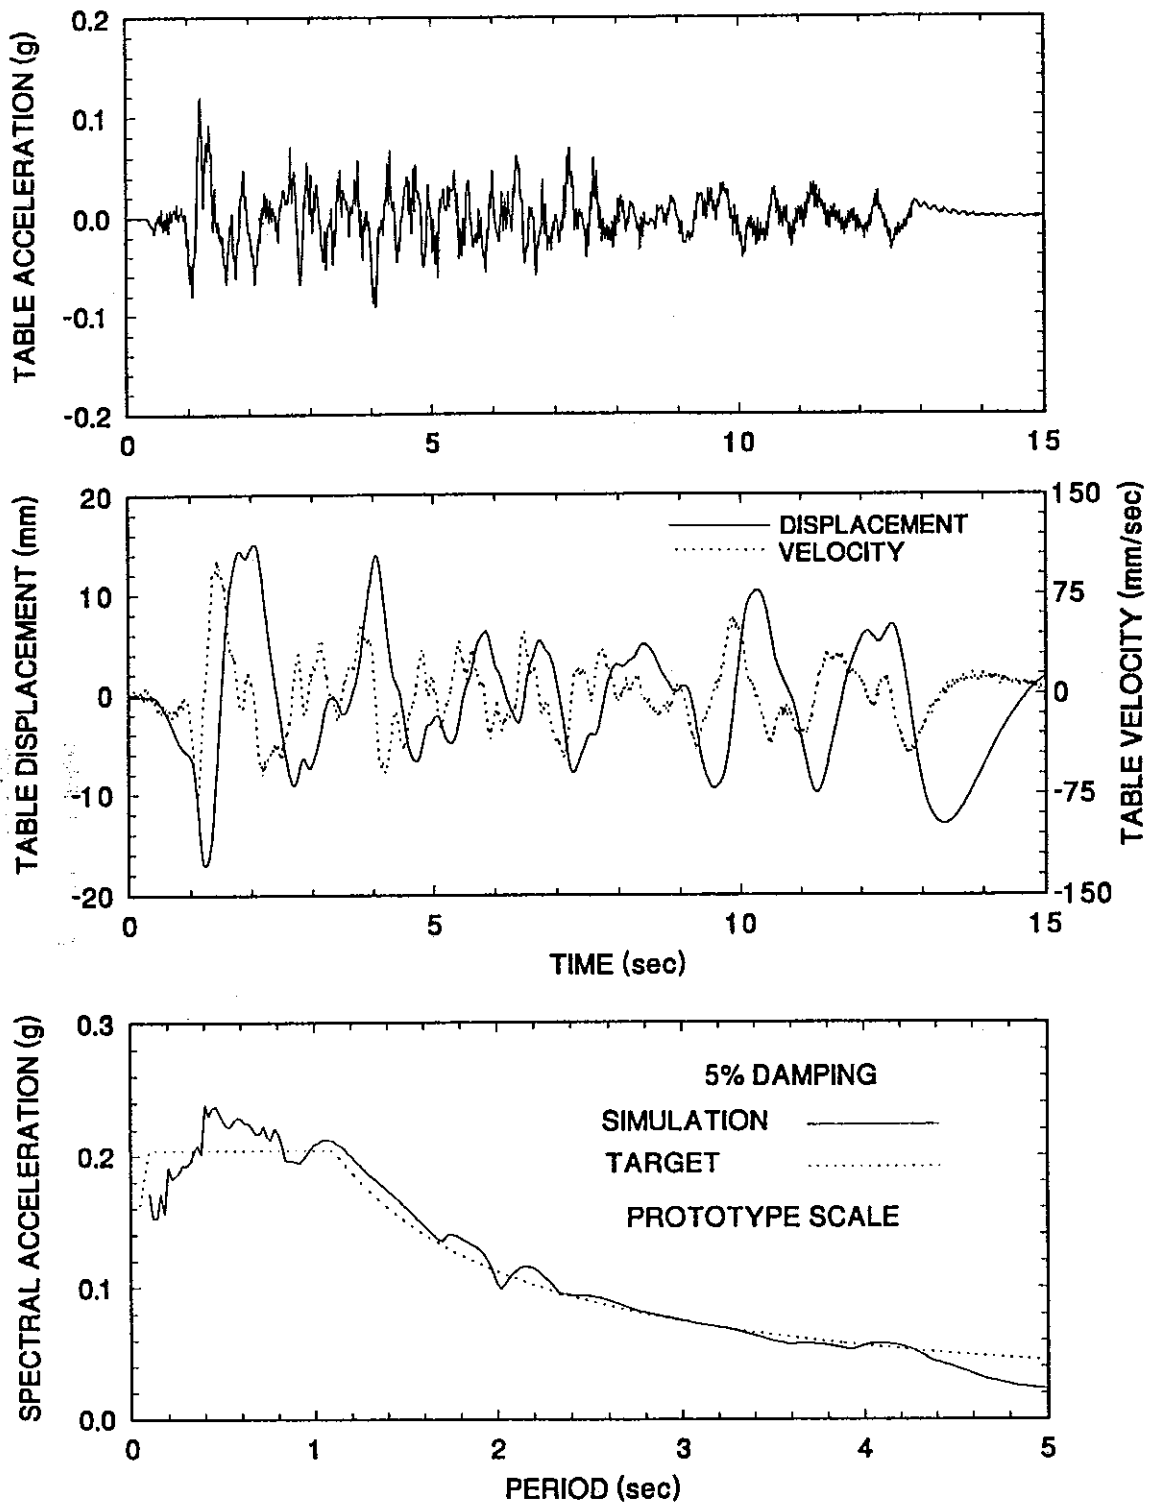 TABLE ACCELERATION (g)
0.2
0.1
0.0
-0.1
-0.2
0 5 10 15
TABLE DISPLACEMENT (mm)
20
10
0
-10
-20
DISPLACEMENT
VELOCITY
150
75
0
-75
-150
TABLE VELOCITY (mm/sec)
0 5 10 15
TIME (sec)
SPECTRAL ACCELERATION (g)
0.3
0.2
0.1
0.0
5% DAMPING
SIMULATION
TARGET
PROTOTYPE SCALE
0 1 2 3 4 5
PERIOD (sec)